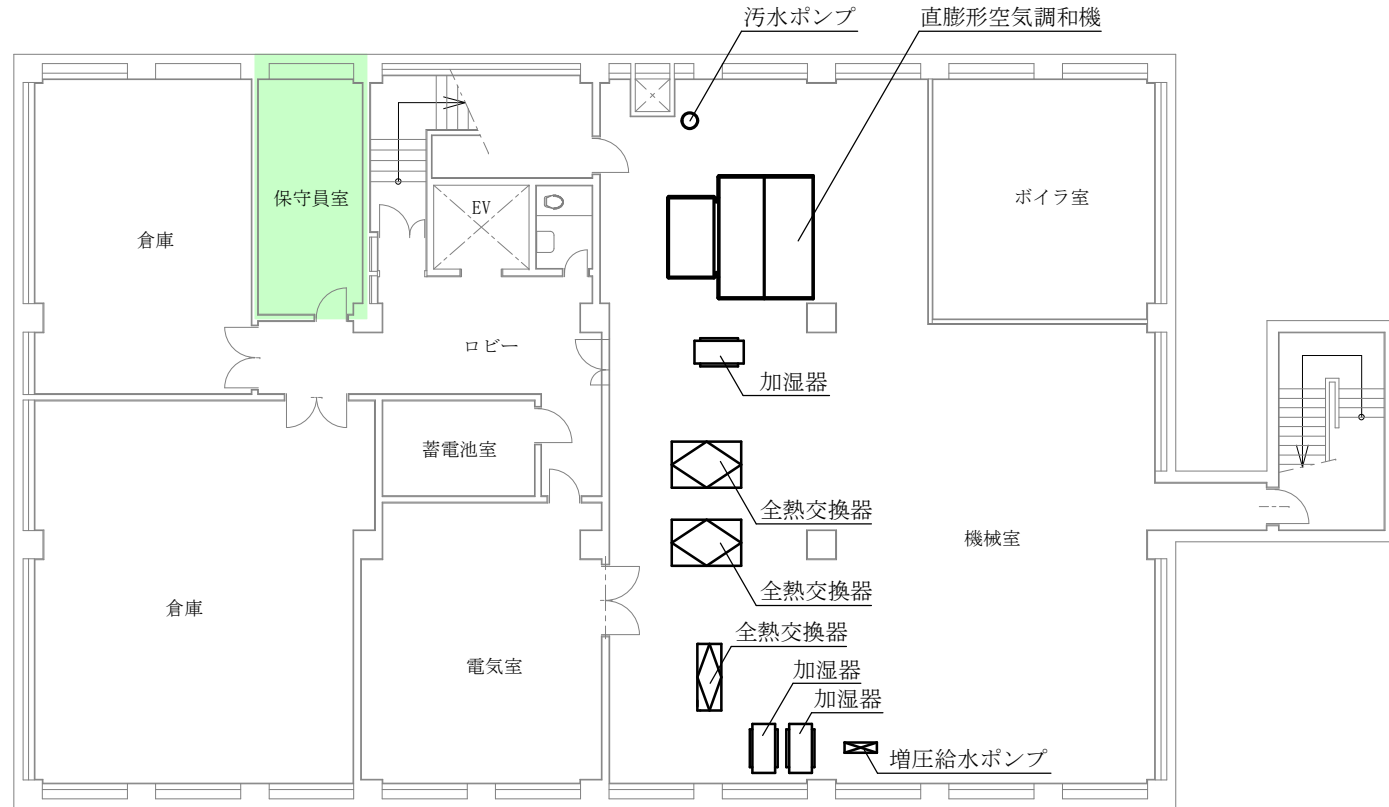 汚水ポンプ
直膨形空気調和機
保守員室
EV
ボイラ室
倉庫
ロビー
加湿器
蓄電池室
全熱交換器
機械室
全熱交換器
倉庫
全熱交換器
電気室
加湿器
加湿器
増圧給水ポンプ